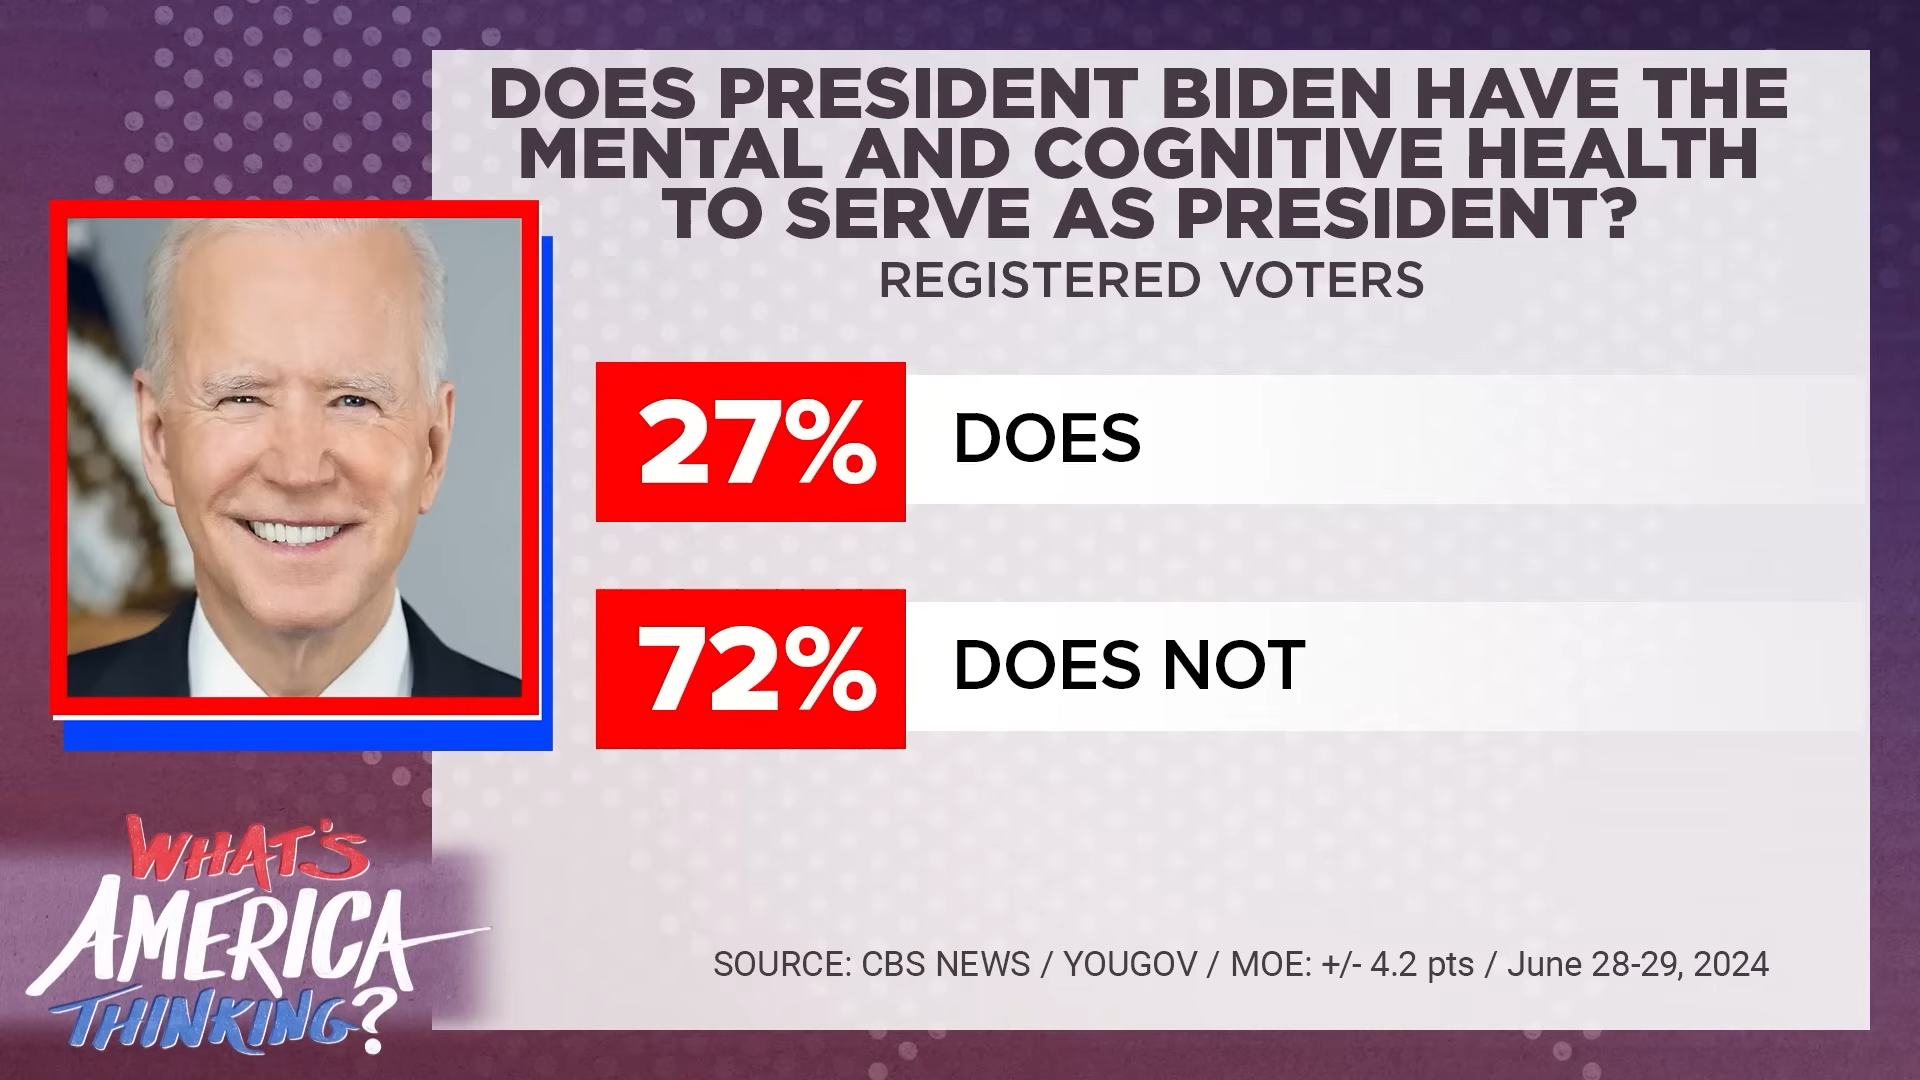 DOES PRESIDENT BIDEN HAVE THE
MENTAL AND COGNITIVE HEALTH
TO SERVE AS PRESIDENT?
REGISTERED VOTERS
27% DOES
72% DOES NOT
WHAT'S
AMERICA
THINKING?
SOURCE: CBS NEWS / YOUGOV / MOE: +/- 4.2 pts / June 28-29, 2024